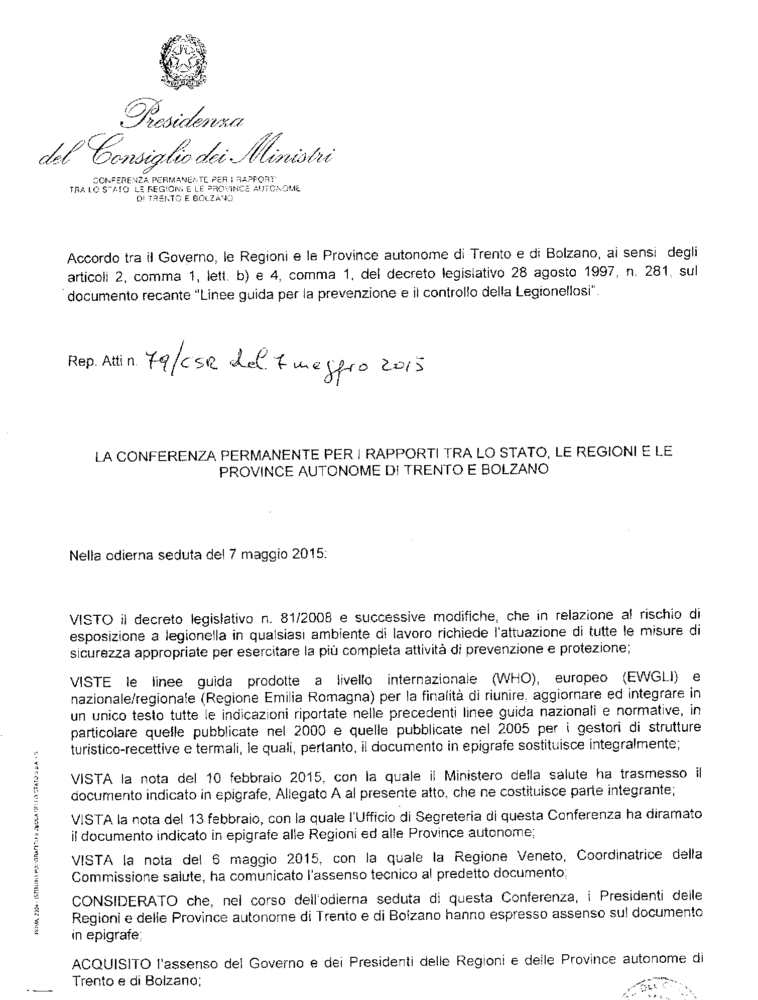 Presidenza
del Consiglio dei Ministri
CONFERENZA PERMANENTE PER I RAPPORTI
TRA LO STATO, LE REGIONI E LE PROVINCE AUTONOME
DI TRENTO E BOLZANO
Accordo tra il Governo, le Regioni e le Province autonome di Trento e di Bolzano, ai sensi degli
articoli 2, comma 1, lett. b) e 4, comma 1, del decreto legislativo 28 agosto 1997, n. 281, sul
documento recante "Linee guida per la prevenzione e il controllo della Legionellosi".
Rep. Atti n. 79/CSR del 7 maggio 2015
LA CONFERENZA PERMANENTE PER I RAPPORTI TRA LO STATO, LE REGIONI E LE
PROVINCE AUTONOME DI TRENTO E BOLZANO
Nella odierna seduta del 7 maggio 2015:
VISTO il decreto legislativo n. 81/2008 e successive modifiche, che in relazione al rischio di
esposizione a legionella in qualsiasi ambiente di lavoro richiede l'attuazione di tutte le misure di
sicurezza appropriate per esercitare la più completa attività di prevenzione e protezione;
VISTE le linee guida prodotte a livello internazionale (WHO), europeo (EWGLI) e
nazionale/regionale (Regione Emilia Romagna) per la finalità di riunire, aggiornare ed integrare in
un unico testo tutte le indicazioni riportate nelle precedenti linee guida nazionali e normative, in
particolare quelle pubblicate nel 2000 e quelle pubblicate nel 2005 per i gestori di strutture
turistico-recettive e termali, le quali, pertanto, il documento in epigrafe sostituisce integralmente;
VISTA la nota del 10 febbraio 2015, con la quale il Ministero della salute ha trasmesso il
documento indicato in epigrafe, Allegato A al presente atto, che ne costituisce parte integrante;
VISTA la nota del 13 febbraio, con la quale l'Ufficio di Segreteria di questa Conferenza ha diramato
il documento indicato in epigrafe alle Regioni ed alle Province autonome;
VISTA la nota del 6 maggio 2015, con la quale la Regione Veneto, Coordinatrice della
Commissione salute, ha comunicato l'assenso tecnico al predetto documento;
CONSIDERATO che, nel corso dell'odierna seduta di questa Conferenza, i Presidenti delle
Regioni e delle Province autonome di Trento e di Bolzano hanno espresso assenso sul documento
in epigrafe;
ACQUISITO l'assenso del Governo e dei Presidenti delle Regioni e delle Province autonome di
Trento e di Bolzano;
ROMA, 2004 - ISTITUTO POLIGRAFICO E ZECCA DELLO STATO S.p.A. - S